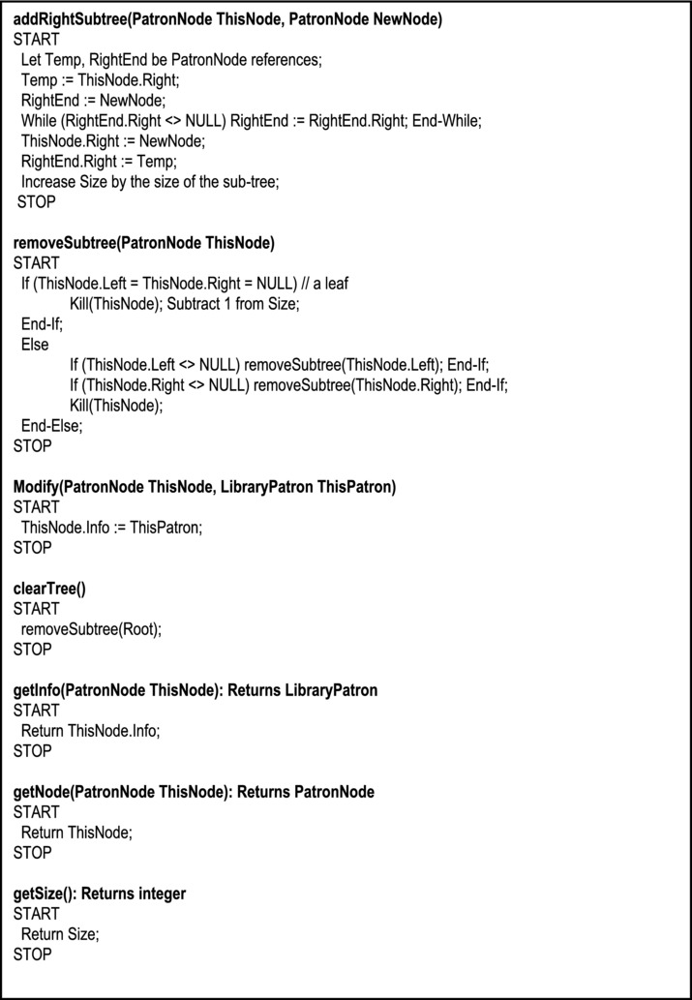 addRightSubtree(PatronNode ThisNode, PatronNode NewNode)
START
Let Temp, RightEnd be PatronNode references;
Temp := ThisNode.Right;
RightEnd := NewNode;
While (RightEnd.Right <> NULL) RightEnd := RightEnd.Right; End-While;
ThisNode.Right := NewNode;
RightEnd.Right := Temp;
Increase Size by the size of the sub-tree;
STOP
removeSubtree(PatronNode ThisNode)
START
If (ThisNode.Left = ThisNode.Right = NULL) // a leaf
Kill(ThisNode); Subtract 1 from Size;
End-If;
Else
If (ThisNode.Left <> NULL) removeSubtree(ThisNode.Left); End-If;
If (ThisNode.Right <> NULL) removeSubtree(ThisNode.Right); End-If;
Kill(ThisNode);
End-Else;
STOP
Modify(PatronNode ThisNode, LibraryPatron ThisPatron)
START
ThisNode.Info := ThisPatron;
STOP
clearTree()
START
removeSubtree(Root);
STOP
getInfo(PatronNode ThisNode): Returns LibraryPatron
START
Return ThisNode.Info;
STOP
getNode(PatronNode ThisNode): Returns PatronNode
START
Return ThisNode;
STOP
getSize(): Returns integer
START
Return Size;
STOP